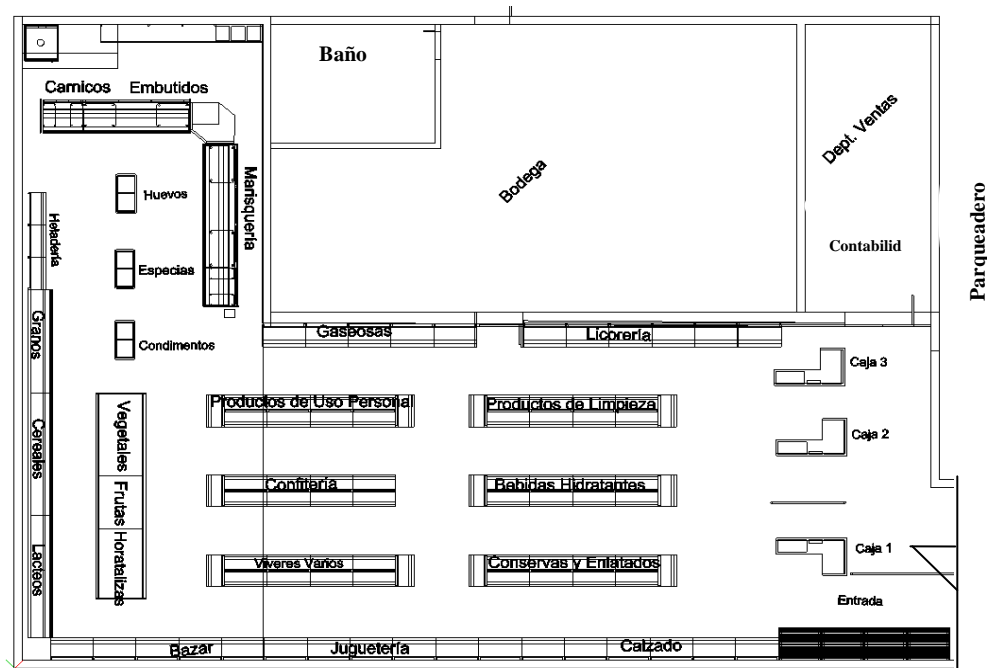 Baño
Carnicos Embutidos
Dept. Ventas
Bodega
Marisquería
Huevos
Parqueadero
Heladería
Contabilid
Especias
Granos
Gaseosas
Licorería
Condimentos
Caja 3
Productos de Uso Personal
Productos de Limpieza
Vegetales
Cereales
Caja 2
Confitería
Bebidas Hidratantes
Frutas
Horatalizas
Lacteos
Caja 1
Viveres Varios
Conservas y Enlatados
Entrada
Bazar
Juguetería
Calzado